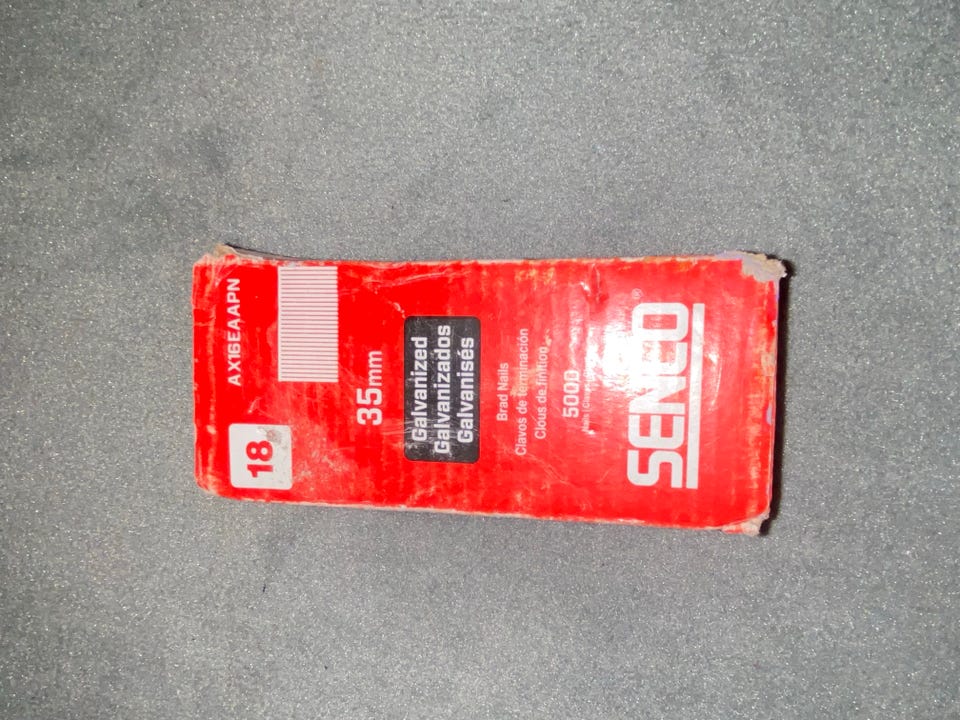 18
AX16EAAPN
35mm
Galvanized
Galvanizados
Galvanisés
Brad Nails
Clavos de terminación
Clous de finition
5000
SENCO®